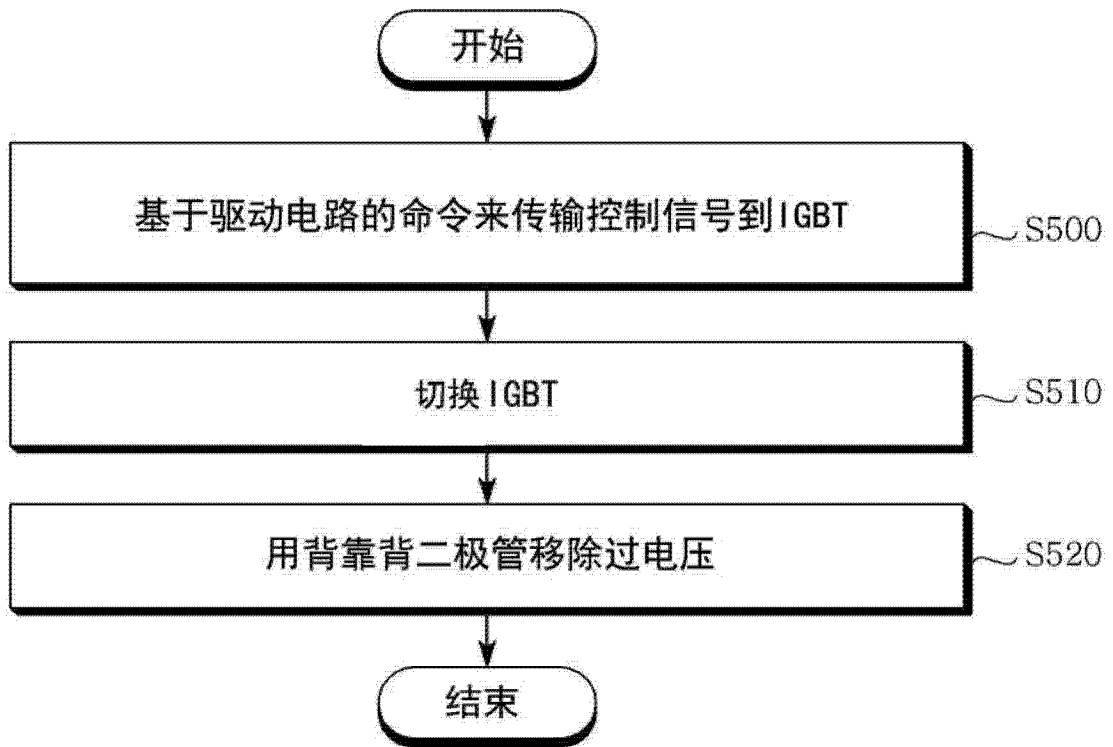 开始
基于驱动电路的命令来传输控制信号到IGBT
S500
切换IGBT
S510
用背靠背二极管移除过电压
S520
结束